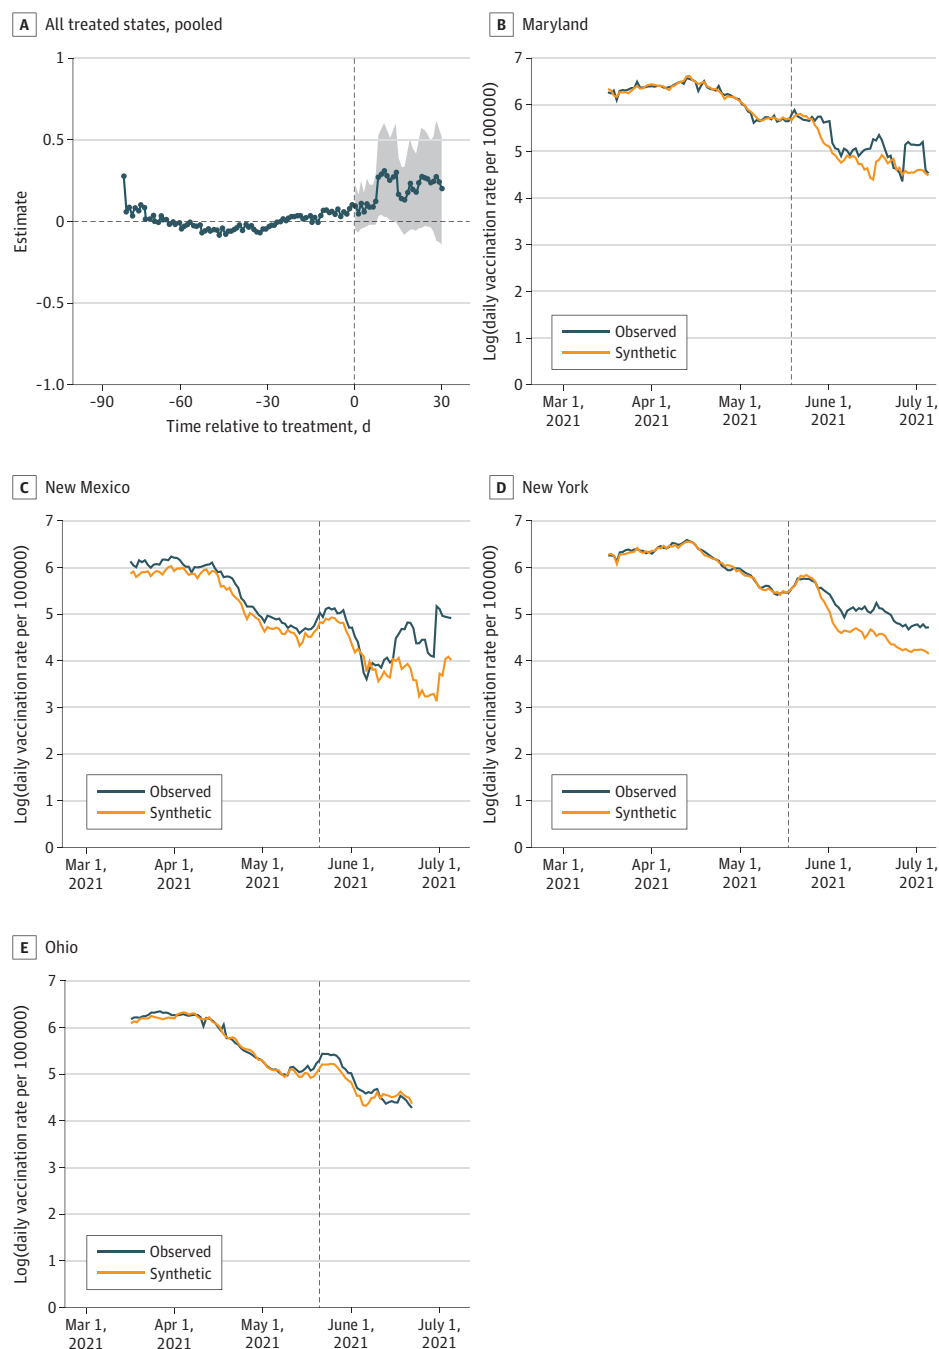 A All treated states, pooled
1
0.5
0
-0.5
-1.0
Estimate
-90 -60 -30 0 30
Time relative to treatment, d
B Maryland
7
6
5
4
3
2
1
0
Log(daily vaccination rate per 100 000)
Observed
Synthetic
Mar 1, Apr 1, May 1, June 1, July 1,
2021 2021 2021 2021 2021
C New Mexico
7
6
5
4
3
2
1
0
Log(daily vaccination rate per 100 000)
Observed
Synthetic
Mar 1, Apr 1, May 1, June 1, July 1,
2021 2021 2021 2021 2021
D New York
7
6
5
4
3
2
1
0
Log(daily vaccination rate per 100 000)
Observed
Synthetic
Mar 1, Apr 1, May 1, June 1, July 1,
2021 2021 2021 2021 2021
E Ohio
7
6
5
4
3
2
1
0
Log(daily vaccination rate per 100 000)
Observed
Synthetic
Mar 1, Apr 1, May 1, June 1, July 1,
2021 2021 2021 2021 2021